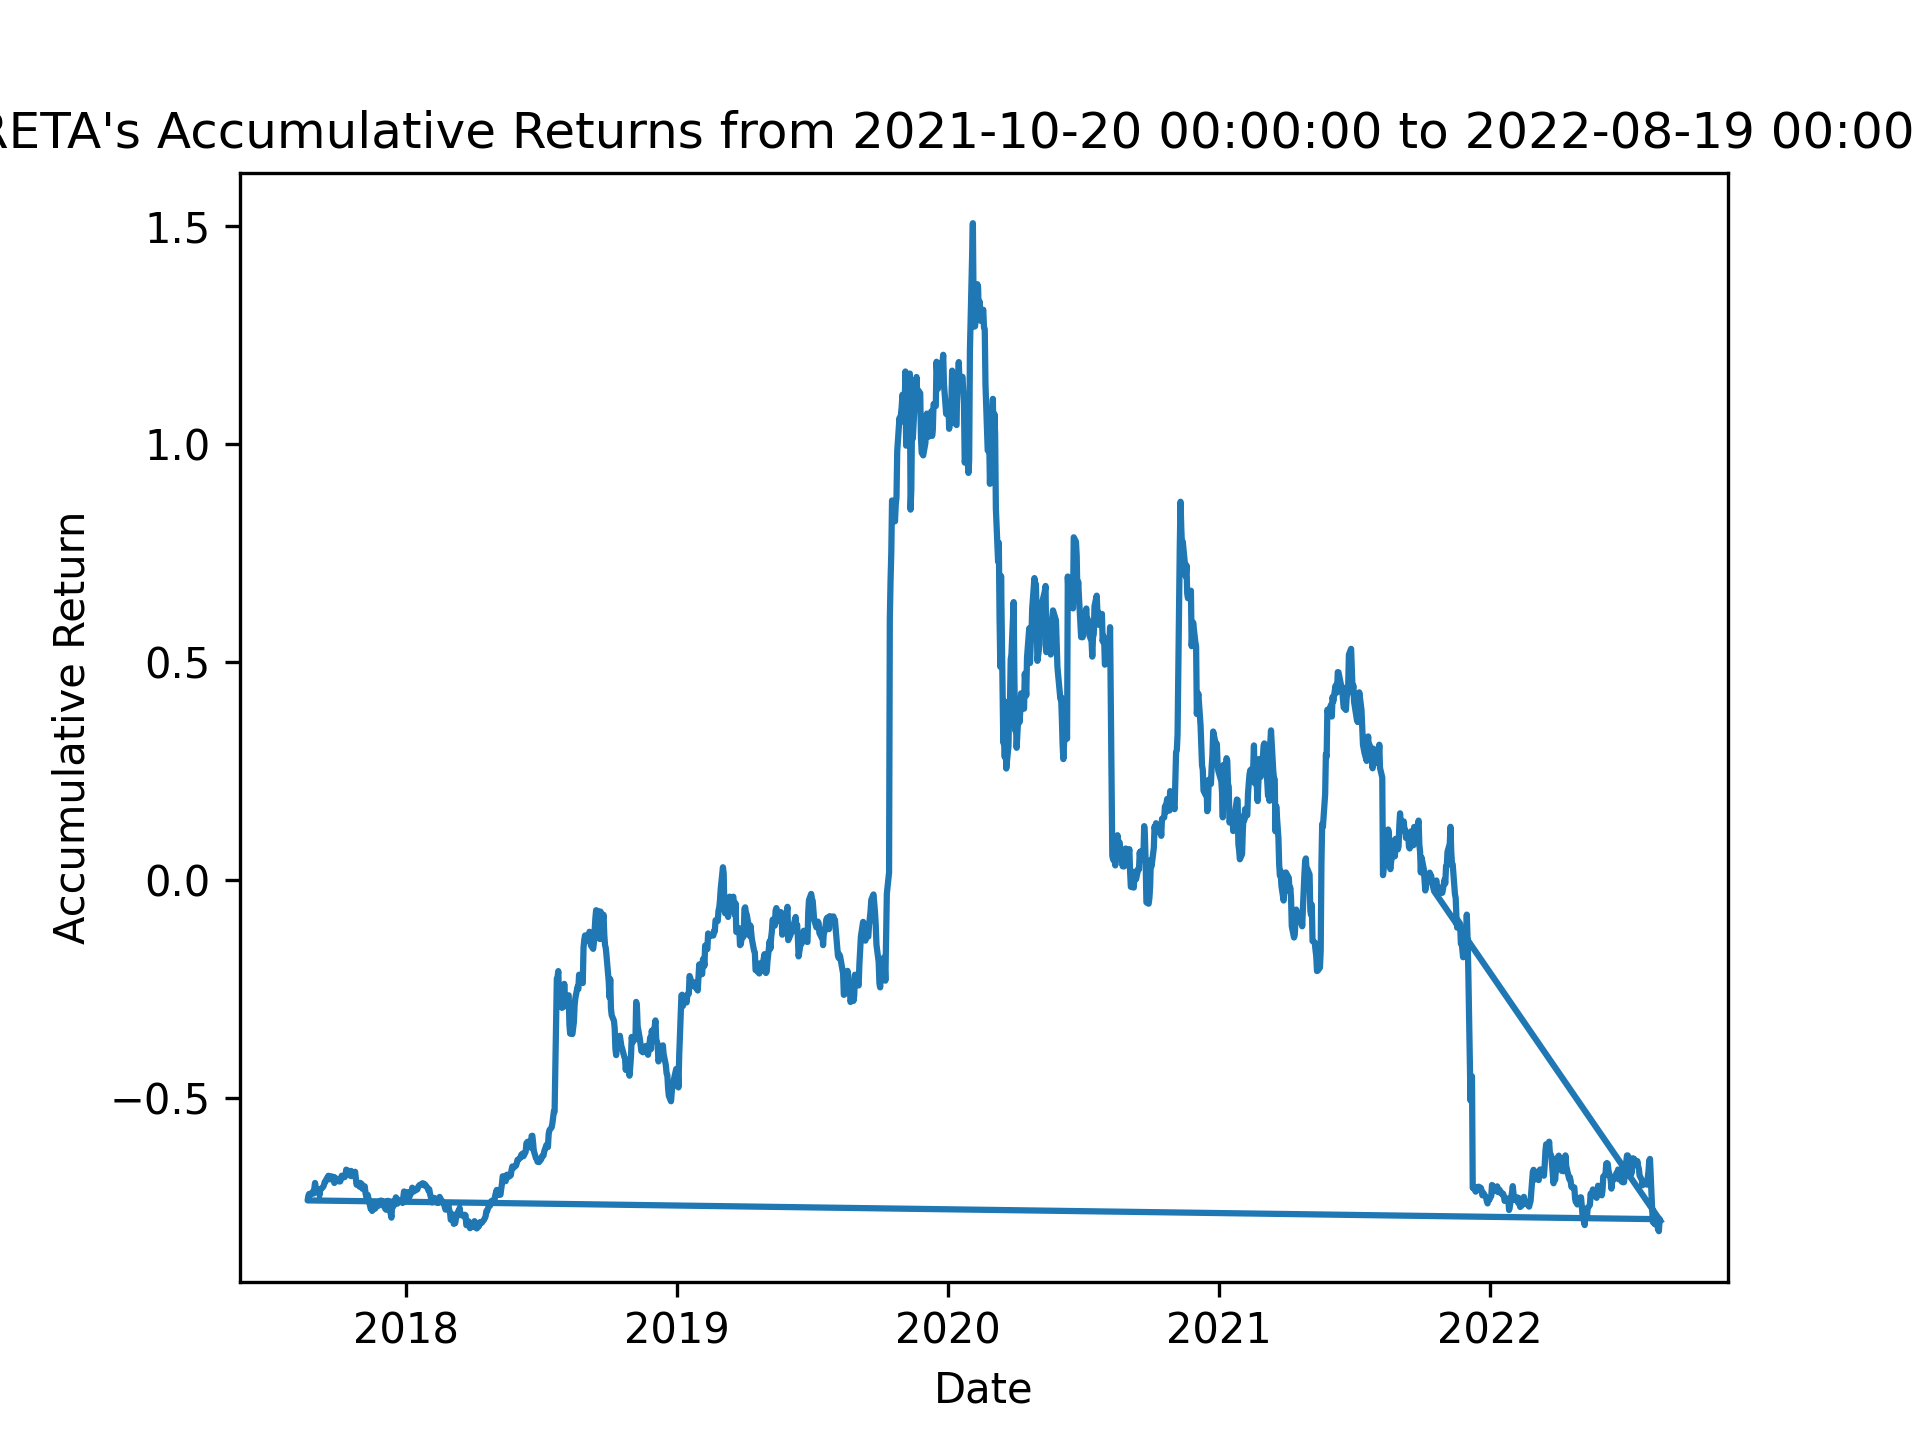 RETA's Accumulative Returns from 2021-10-20 00:00:00 to 2022-08-19 00:00
1.5
1.0
0.5
0.0
−0.5
Accumulative Return
2018 2019 2020 2021 2022
Date